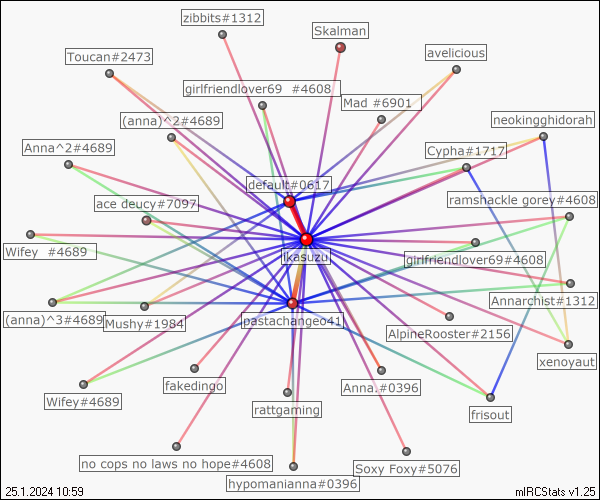 zibbits#1312
Skalman
Toucan#2473
avelicious
girlfriendlover69 #4608
Mad #6901
(anna)^2#4689
neokingghidorah
Anna^2#4689
Cypha#1717
default#0617
ace deucy#7097
ramshackle gorey#4608
Wifey #4689
ikasuzu
girlfriendlover69#4608
Annarchist#1312
(anna)^3#4689
Mushy#1984
pastachangeo41
AlpineRooster#2156
xenoyaut
fakedingo
Anna.#0396
Wifey#4689
rattgaming
frisout
no cops no laws no hope#4608
Soxy Foxy#5076
hypomanianna#0396
25.1.2024 10:59
mIRCStats v1.25